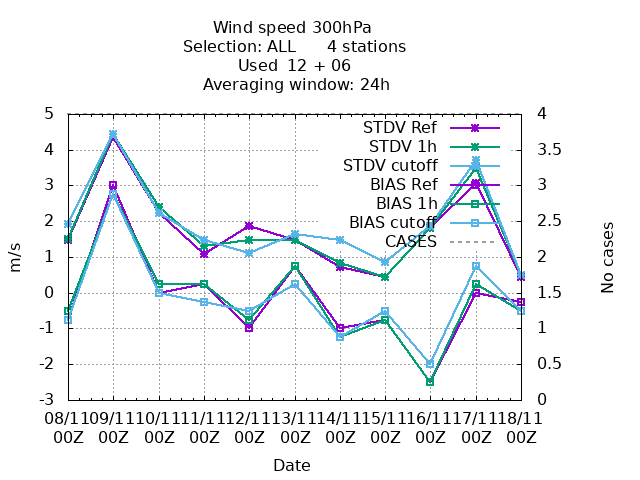 Wind speed 300hPa
Selection: ALL 4 stations
Used 12 + 06
Averaging window: 24h
5 4
4 3.5
3 3
2 2.5
1 2
0 1.5
-1 1
-2 0.5
-3 0
STDV Ref
STDV 1h
STDV cutoff
BIAS Ref
BIAS 1h
BIAS cutoff
CASES
m/s
No cases
08/11 09/11 10/11 11/11 12/11 13/11 14/11 15/11 16/11 17/11 18/11
00Z 00Z 00Z 00Z 00Z 00Z 00Z 00Z 00Z 00Z 00Z
Date